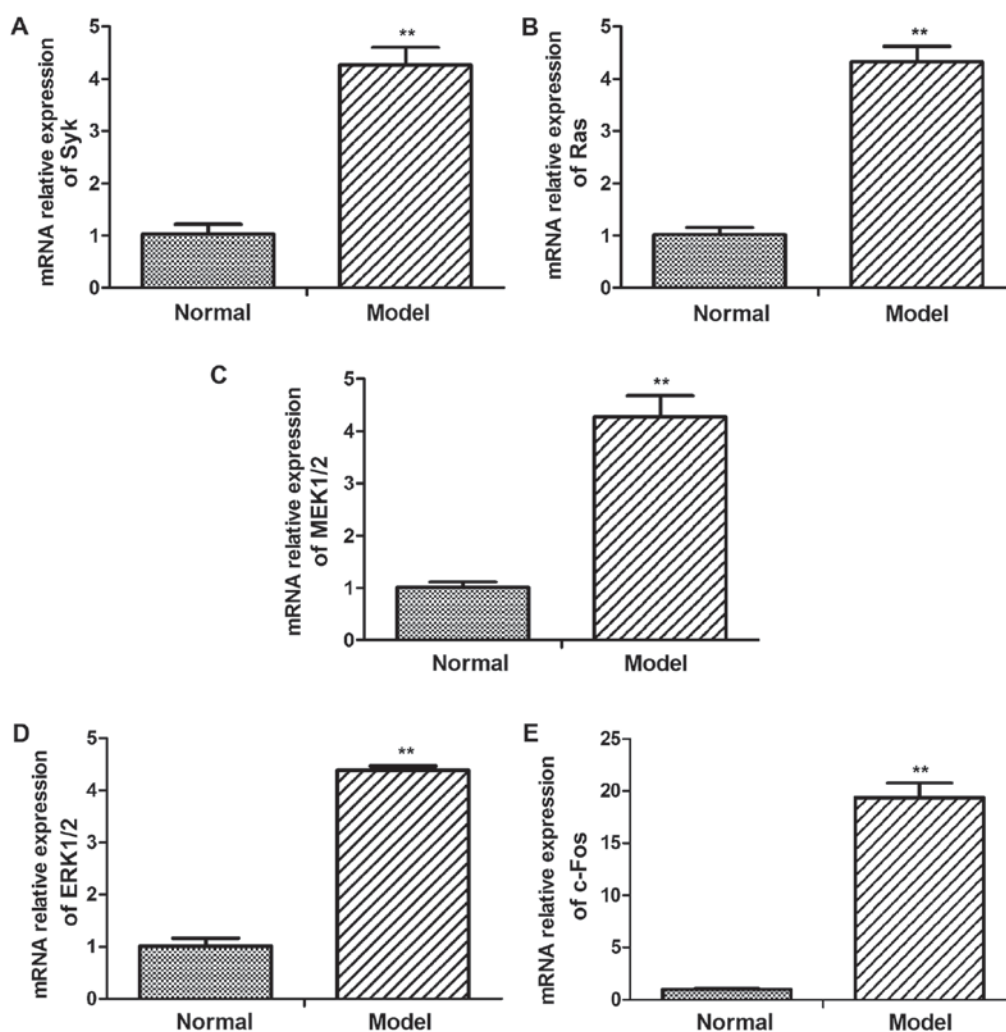 A
mRNA relative expression
of Syk
5
4
3
2
1
0
**
Normal Model
B
mRNA relative expression
of Ras
5
4
3
2
1
0
**
Normal Model
C
mRNA relative expression
of MEK1/2
5
4
3
2
1
0
**
Normal Model
D
mRNA relative expression
of ERK1/2
5
4
3
2
1
0
**
Normal Model
E
mRNA relative expression
of c-Fos
25
20
15
10
5
0
**
Normal Model